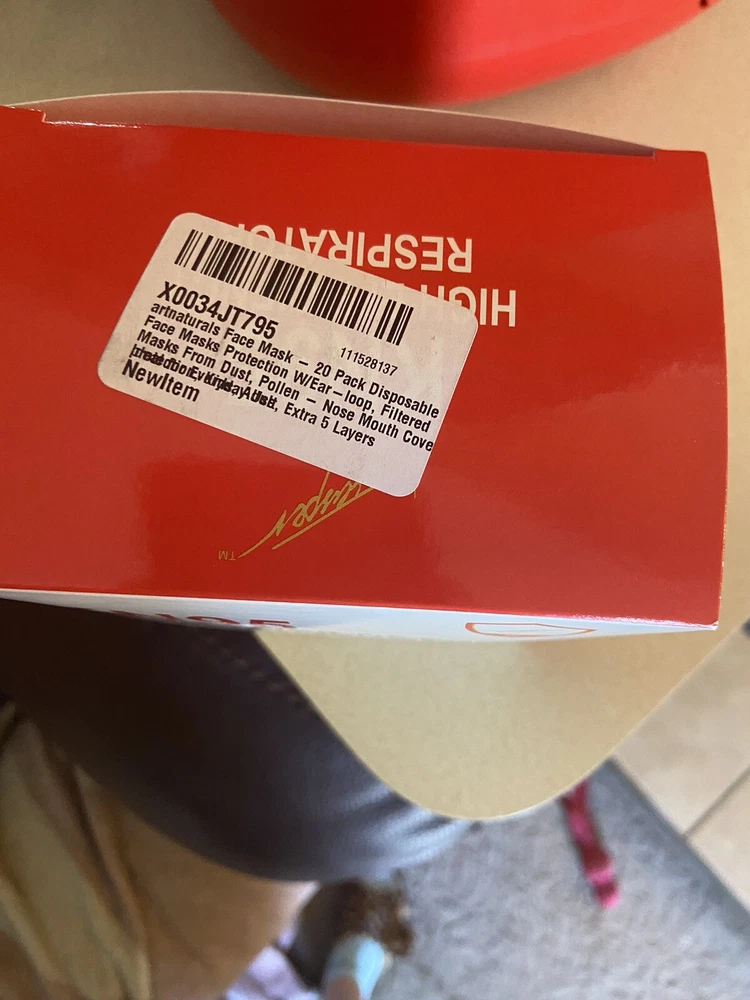 X0034JT795
111528137
artnaturals Face Mask – 20 Pack Disposable
Face Masks Protection W/Ear–loop, Filtered
Masks From Dust, Pollen – Nose Mouth Cove
Extra 5 Layers
NewItem
RESPIRATOR
TM